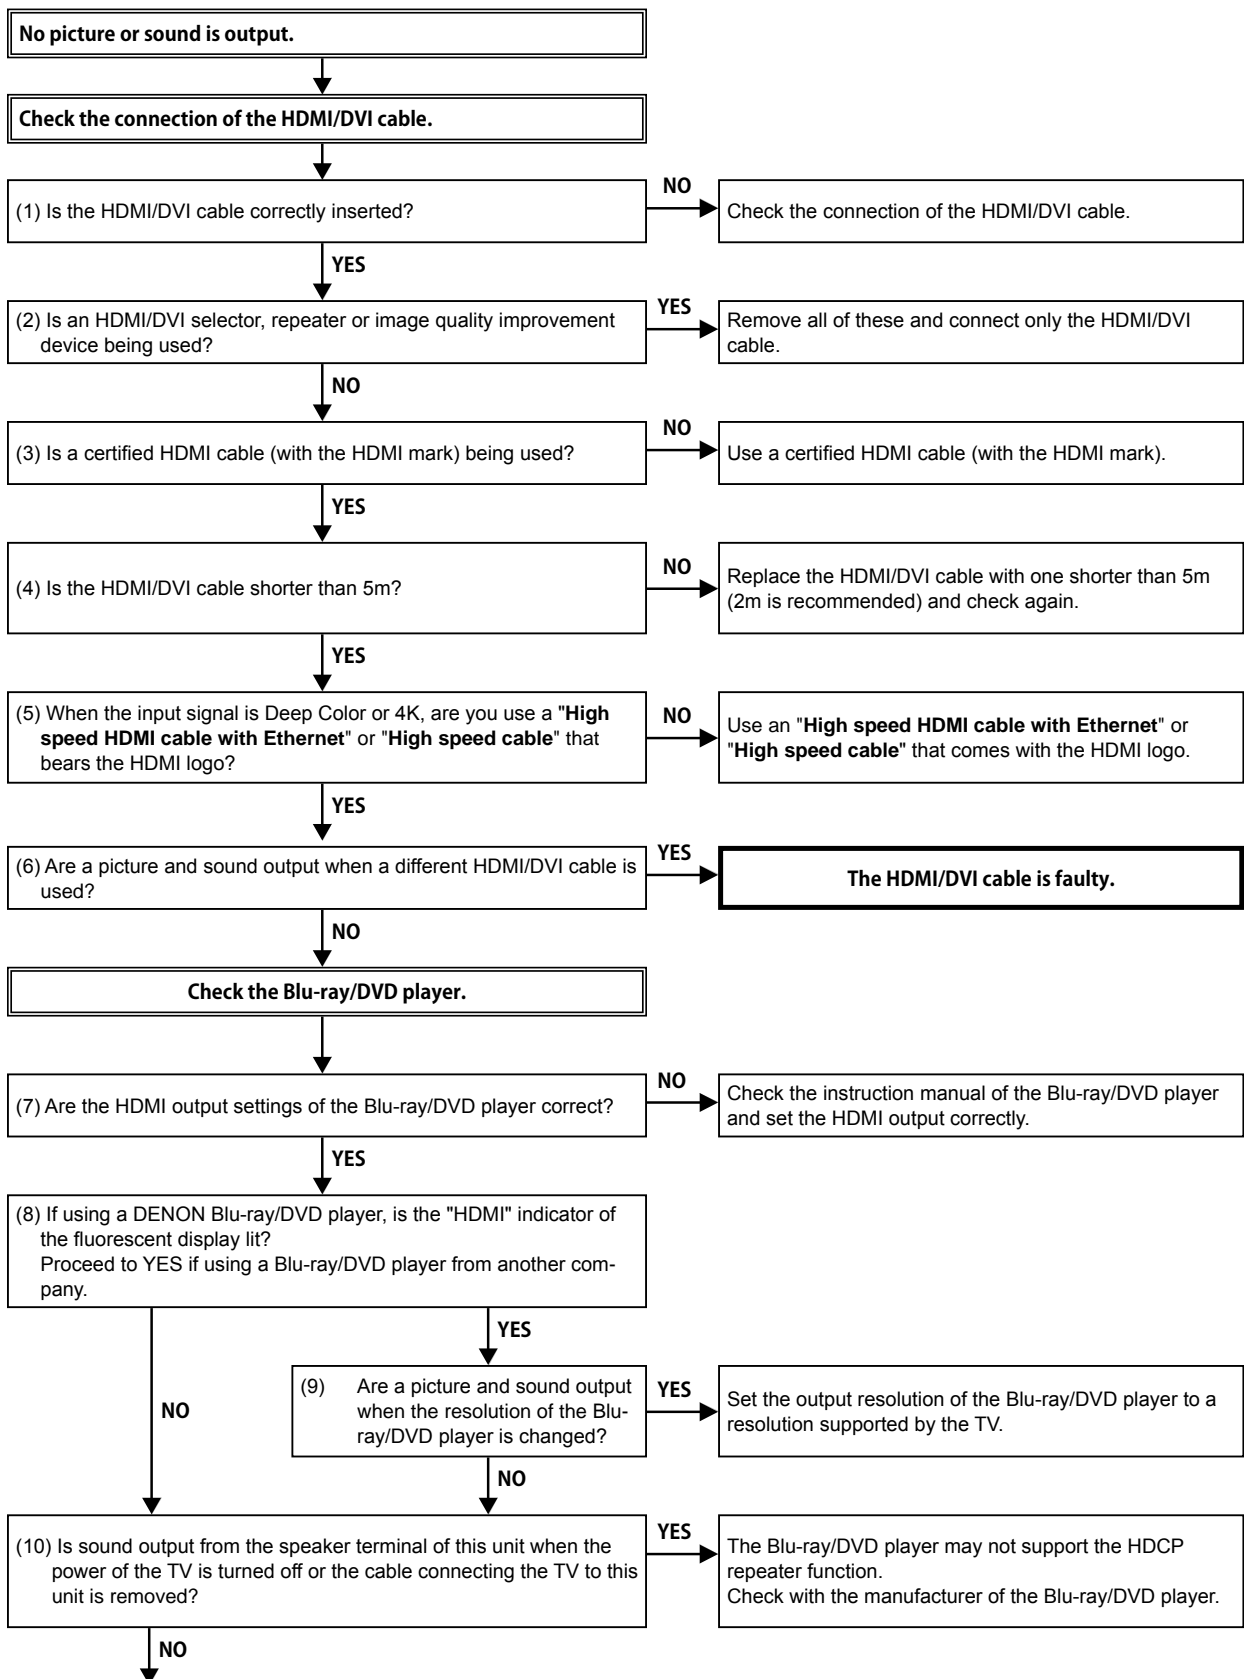 No picture or sound is output.
Check the connection of the HDMI/DVI cable.
(1) Is the HDMI/DVI cable correctly inserted?
NO
Check the connection of the HDMI/DVI cable.
YES
(2) Is an HDMI/DVI selector, repeater or image quality improvement
device being used?
YES
Remove all of these and connect only the HDMI/DVI
cable.
NO
(3) Is a certified HDMI cable (with the HDMI mark) being used?
NO
Use a certified HDMI cable (with the HDMI mark).
YES
(4) Is the HDMI/DVI cable shorter than 5m?
NO
Replace the HDMI/DVI cable with one shorter than 5m
(2m is recommended) and check again.
YES
(5) When the input signal is Deep Color or 4K, are you use a "High
speed HDMI cable with Ethernet" or "High speed cable" that
bears the HDMI logo?
NO
Use an "High speed HDMI cable with Ethernet" or
"High speed cable" that comes with the HDMI logo.
YES
(6) Are a picture and sound output when a different HDMI/DVI cable is
used?
YES
The HDMI/DVI cable is faulty.
NO
Check the Blu-ray/DVD player.
(7) Are the HDMI output settings of the Blu-ray/DVD player correct?
NO
Check the instruction manual of the Blu-ray/DVD player
and set the HDMI output correctly.
YES
(8) If using a DENON Blu-ray/DVD player, is the "HDMI" indicator of
the fluorescent display lit?
Proceed to YES if using a Blu-ray/DVD player from another com-
pany.
YES
NO
(9) Are a picture and sound output
when the resolution of the Blu-
ray/DVD player is changed?
YES
Set the output resolution of the Blu-ray/DVD player to a
resolution supported by the TV.
NO
(10) Is sound output from the speaker terminal of this unit when the
power of the TV is turned off or the cable connecting the TV to this
unit is removed?
YES
The Blu-ray/DVD player may not support the HDCP
repeater function.
Check with the manufacturer of the Blu-ray/DVD player.
NO